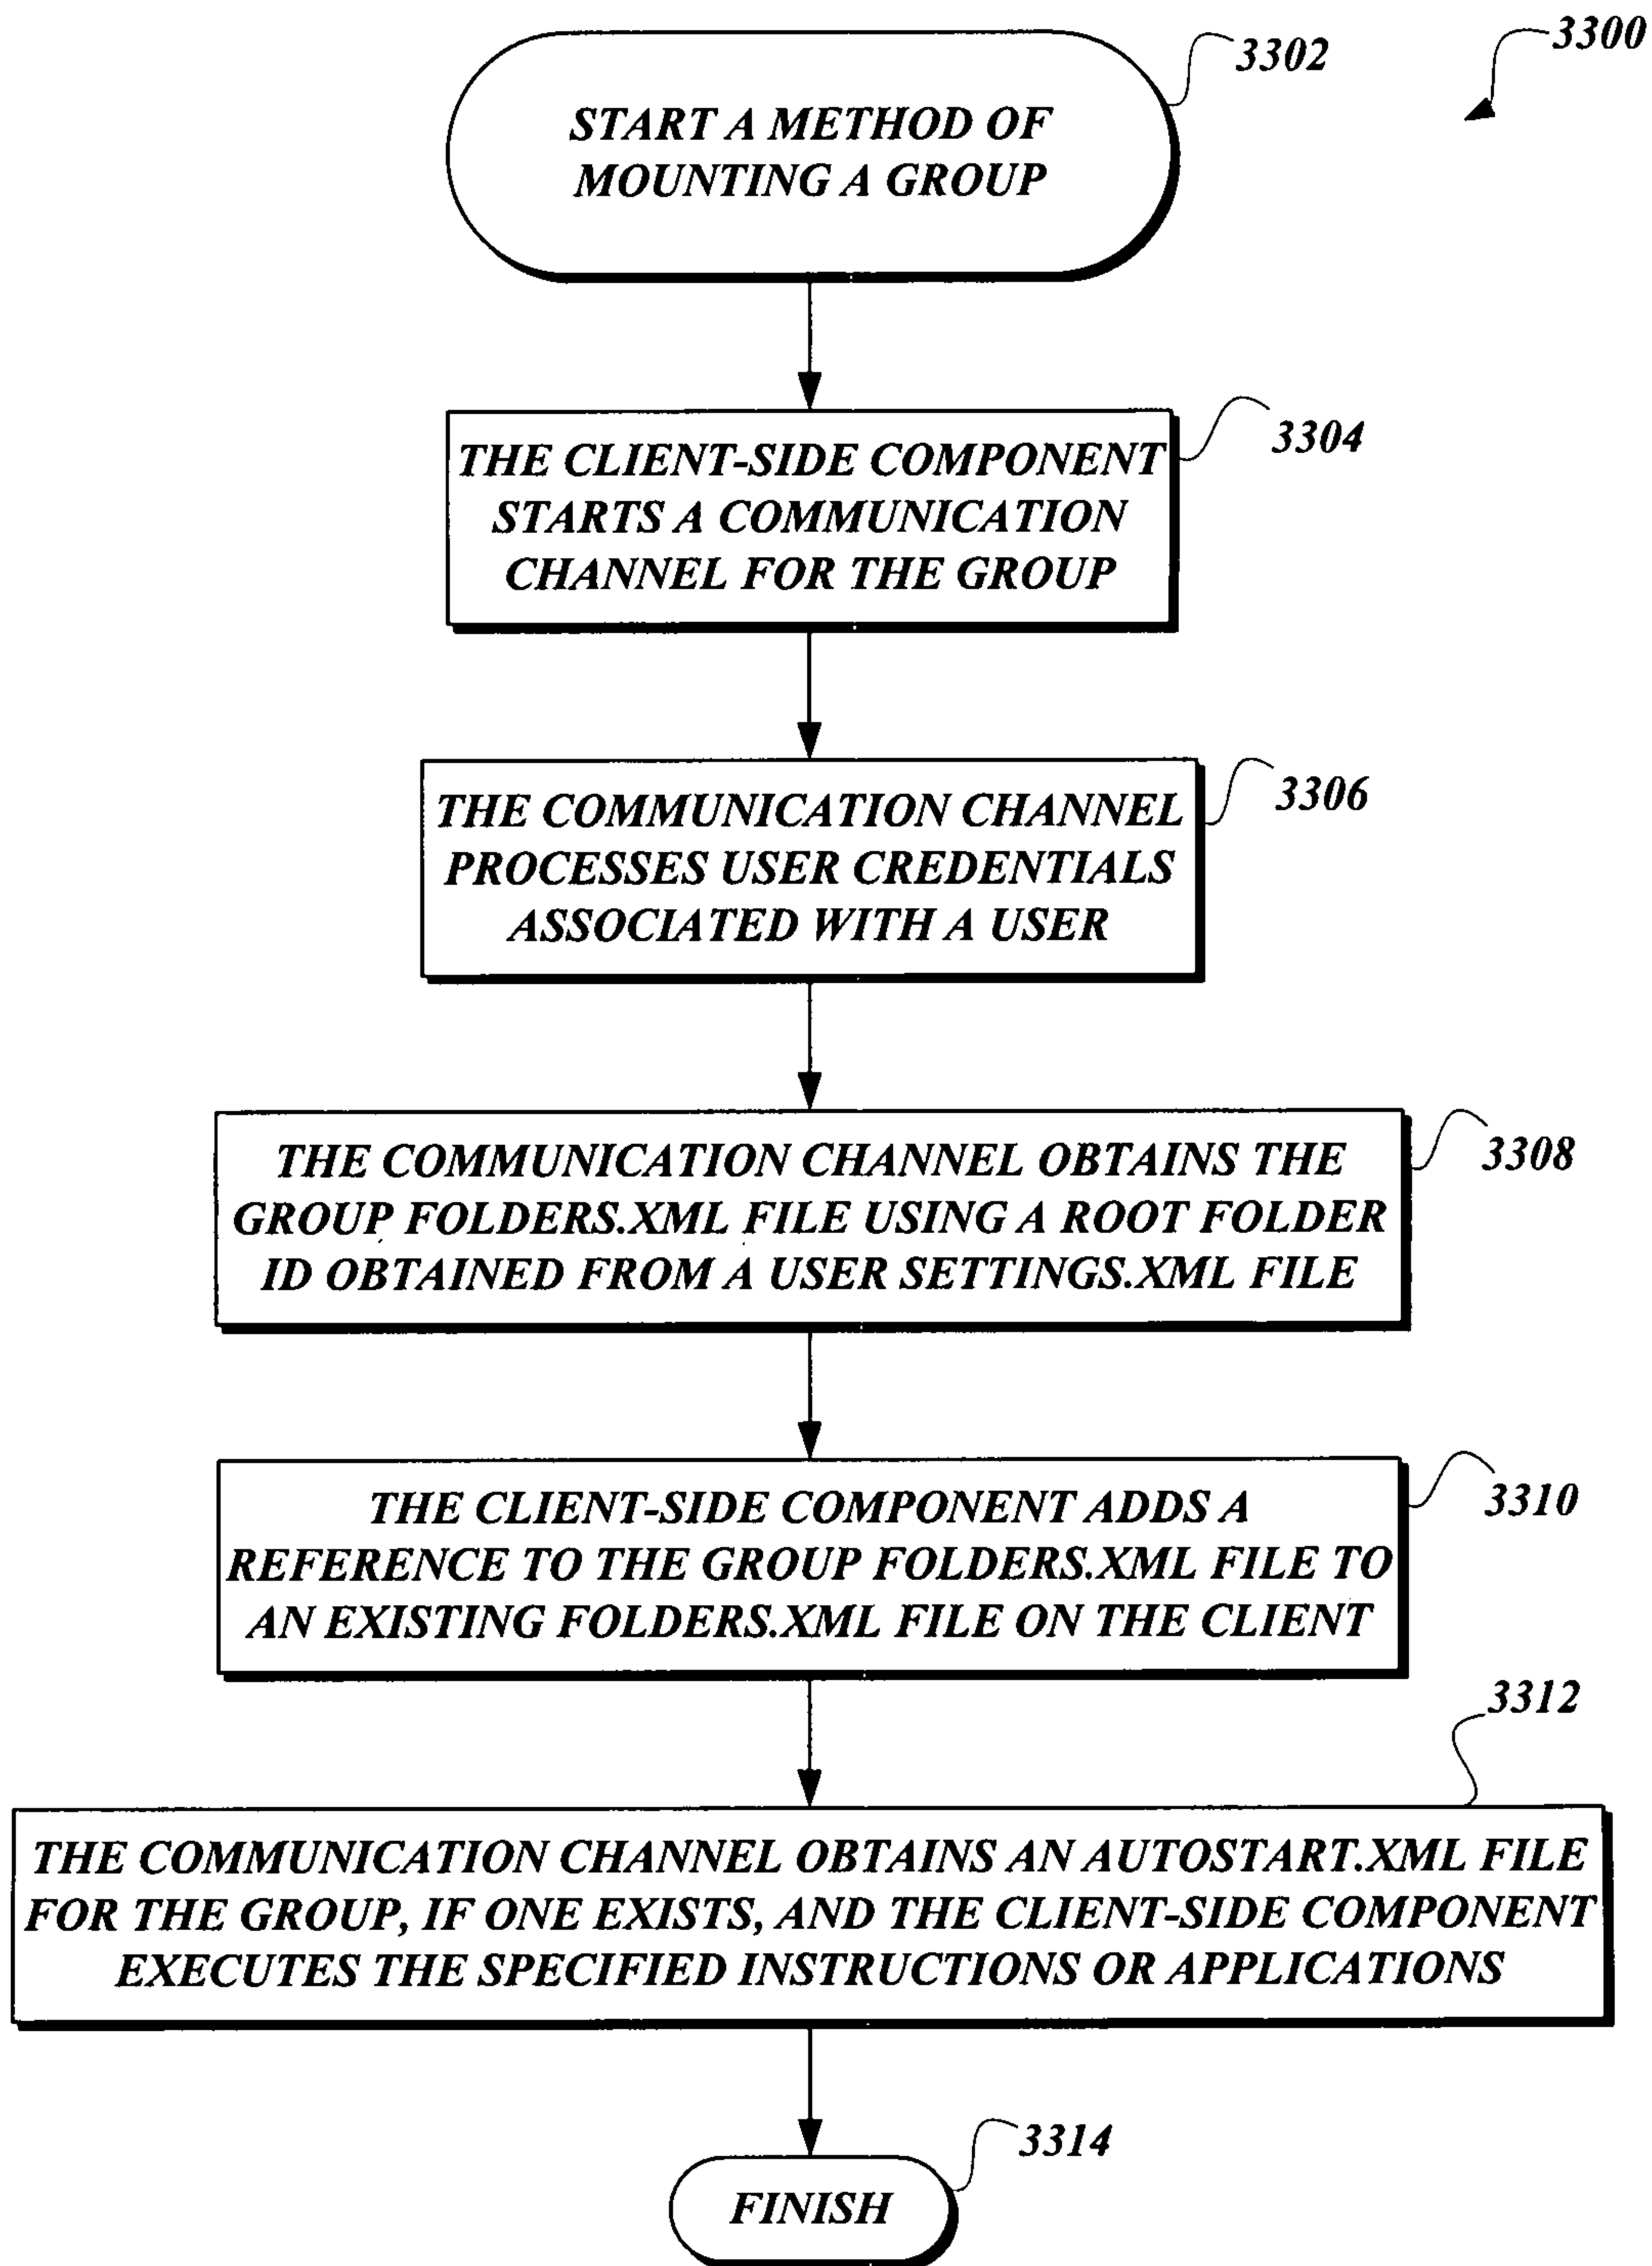 3300
3302
START A METHOD OF
MOUNTING A GROUP
3304
THE CLIENT-SIDE COMPONENT
STARTS A COMMUNICATION
CHANNEL FOR THE GROUP
3306
THE COMMUNICATION CHANNEL
PROCESSES USER CREDENTIALS
ASSOCIATED WITH A USER
3308
THE COMMUNICATION CHANNEL OBTAINS THE
GROUP FOLDERS.XML FILE USING A ROOT FOLDER
ID OBTAINED FROM A USER SETTINGS.XML FILE
3310
THE CLIENT-SIDE COMPONENT ADDS A
REFERENCE TO THE GROUP FOLDERS.XML FILE TO
AN EXISTING FOLDERS.XML FILE ON THE CLIENT
3312
THE COMMUNICATION CHANNEL OBTAINS AN AUTOSTART.XML FILE
FOR THE GROUP, IF ONE EXISTS, AND THE CLIENT-SIDE COMPONENT
EXECUTES THE SPECIFIED INSTRUCTIONS OR APPLICATIONS
3314
FINISH